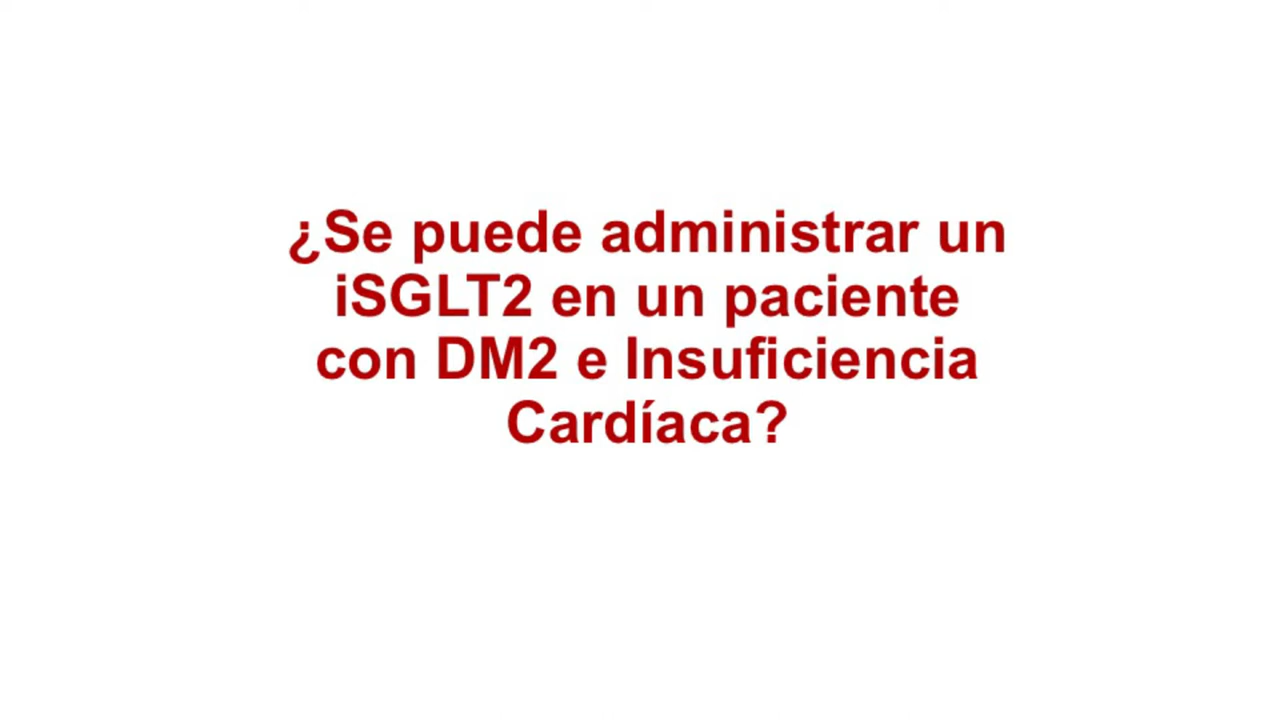 ¿Se puede administrar un
iSGLT2 en un paciente
con DM2 e Insuficiencia
Cardíaca?